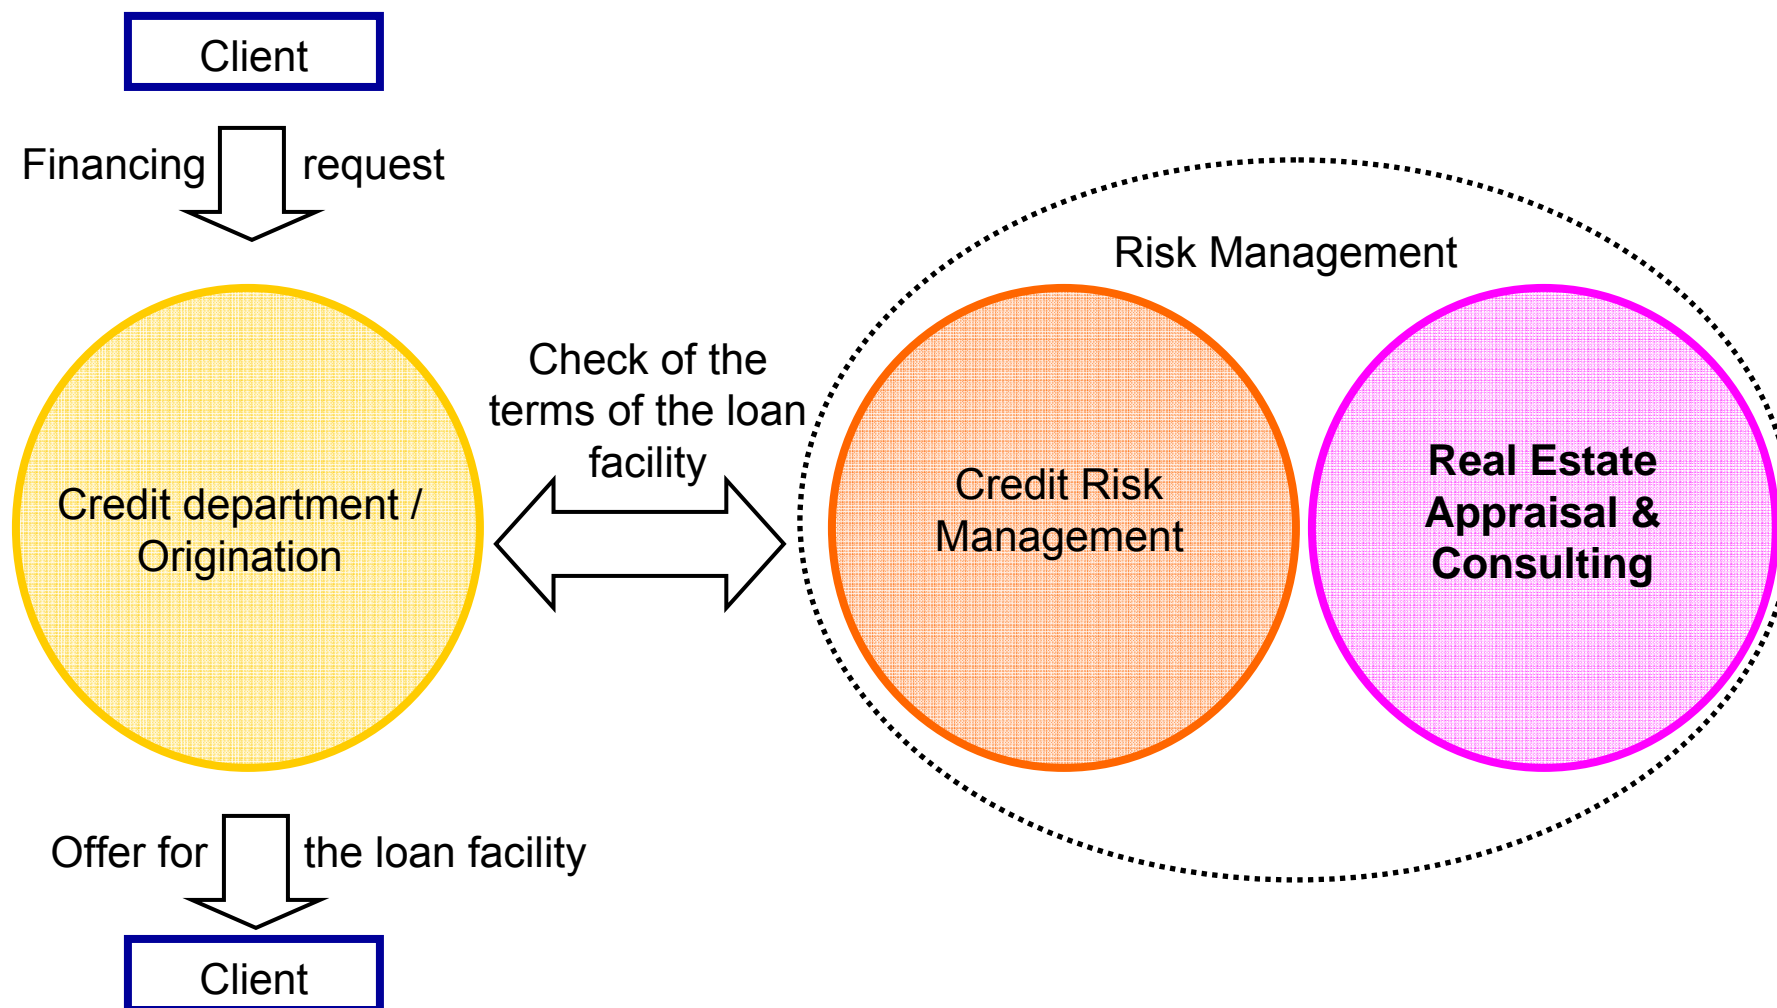 Client
Financing request
Risk Management
Check of the
terms of the loan
facility
Credit department /
Origination
Credit Risk
Management
Real Estate
Appraisal &
Consulting
Offer for the loan facility
Client